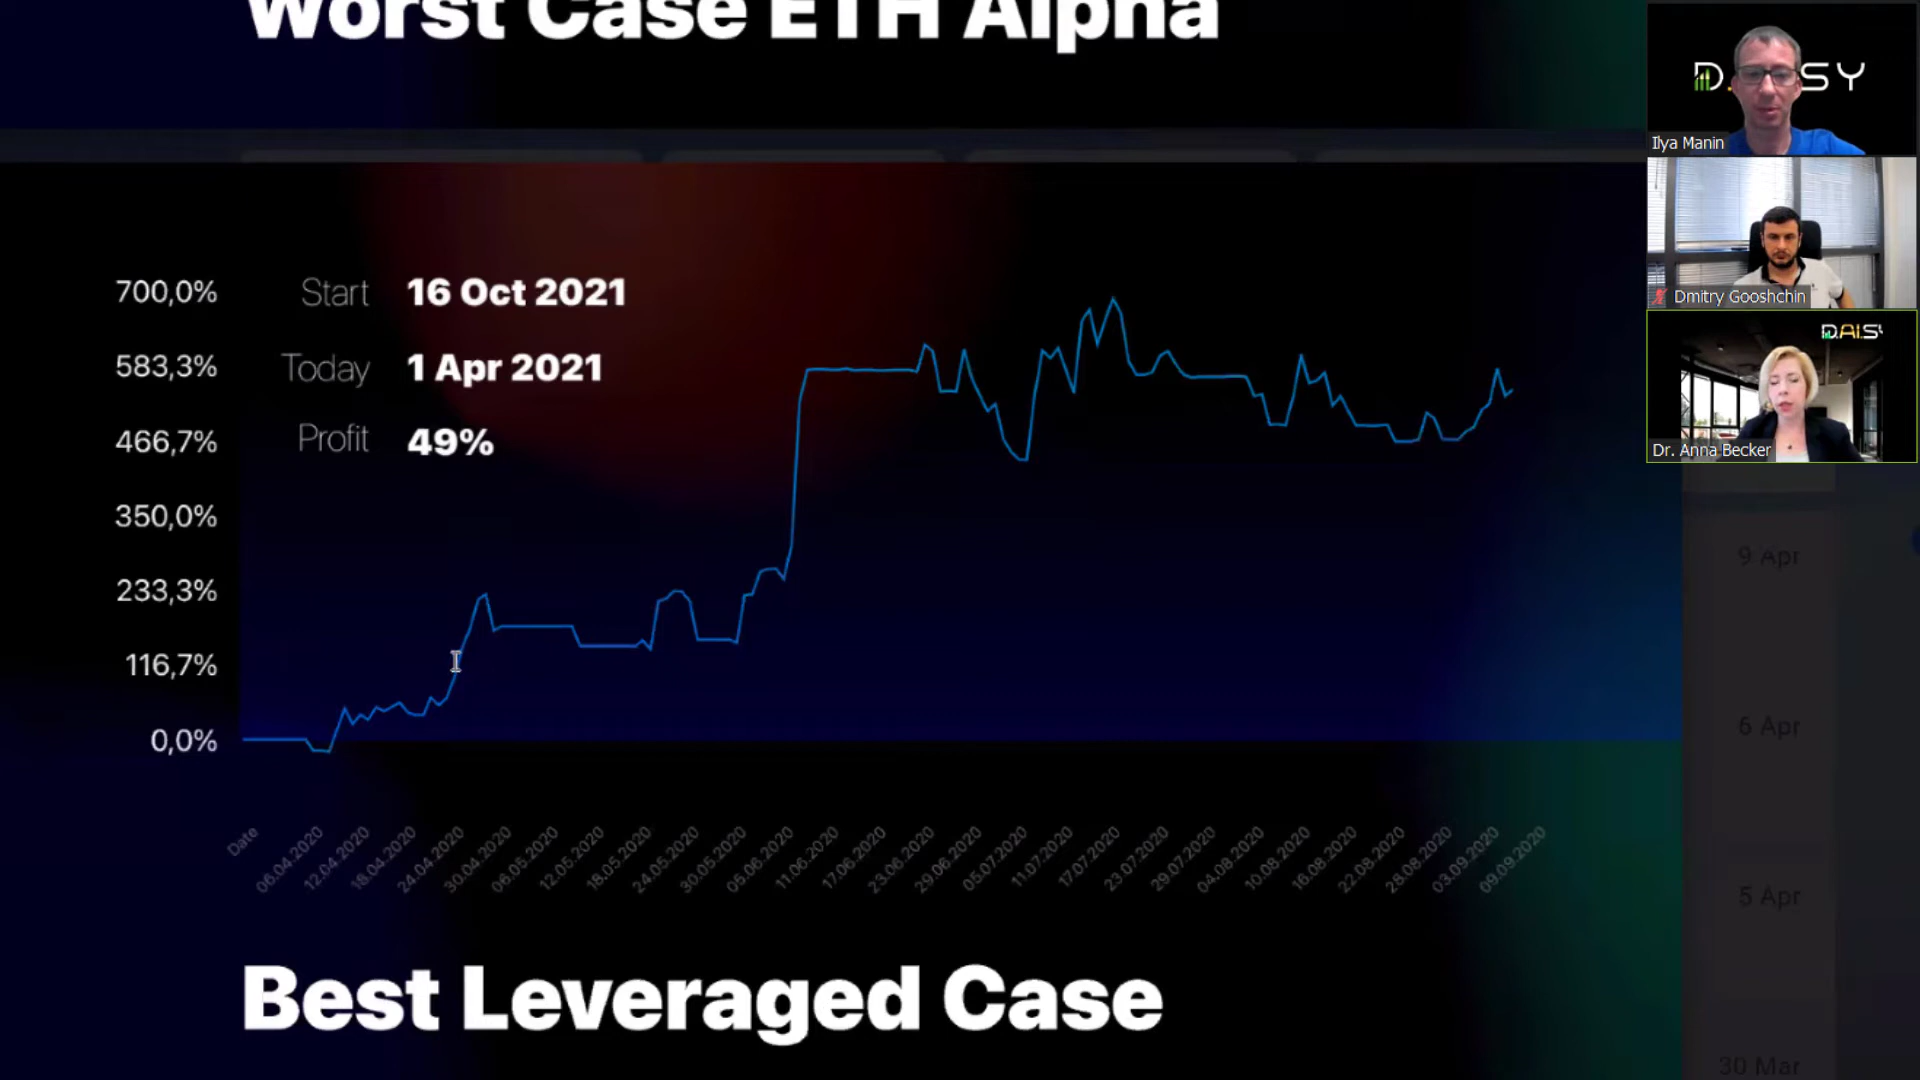 Worst Case ETH Alpha
700,0%
583,3%
466,7%
350,0%
233,3%
116,7%
0,0%
Start 16 Oct 2021
Today 1 Apr 2021
Profit 49%
Date
06.04.2020
12.04.2020
18.04.2020
24.04.2020
30.04.2020
06.05.2020
12.05.2020
18.05.2020
24.05.2020
30.05.2020
05.06.2020
11.06.2020
17.06.2020
23.06.2020
29.06.2020
05.07.2020
11.07.2020
17.07.2020
23.07.2020
29.07.2020
04.08.2020
10.08.2020
16.08.2020
22.08.2020
28.08.2020
03.09.2020
09.09.2020
Best Leveraged Case
Ilya Manin
Dmitry Gooshchin
D.AI.S
Dr. Anna Becker
9 Apr
6 Apr
5 Apr
30 Mar